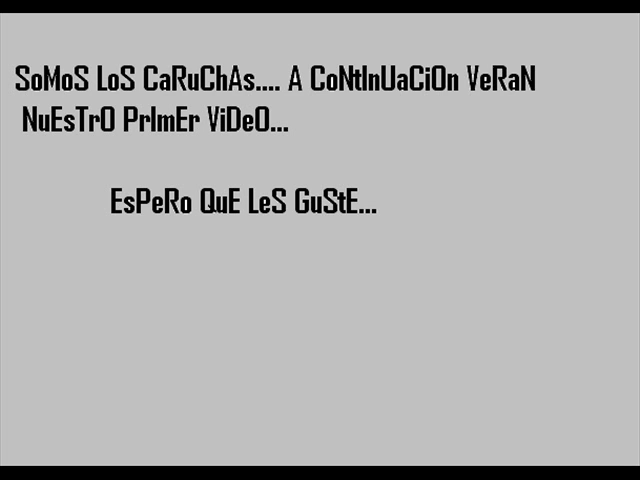 SoMoS LoS CaRuChAs.... A CoNtInUaCiOn VeRaN
NuEsTrO PrImEr ViDeO...
EsPeRo QuE LeS GuStE...